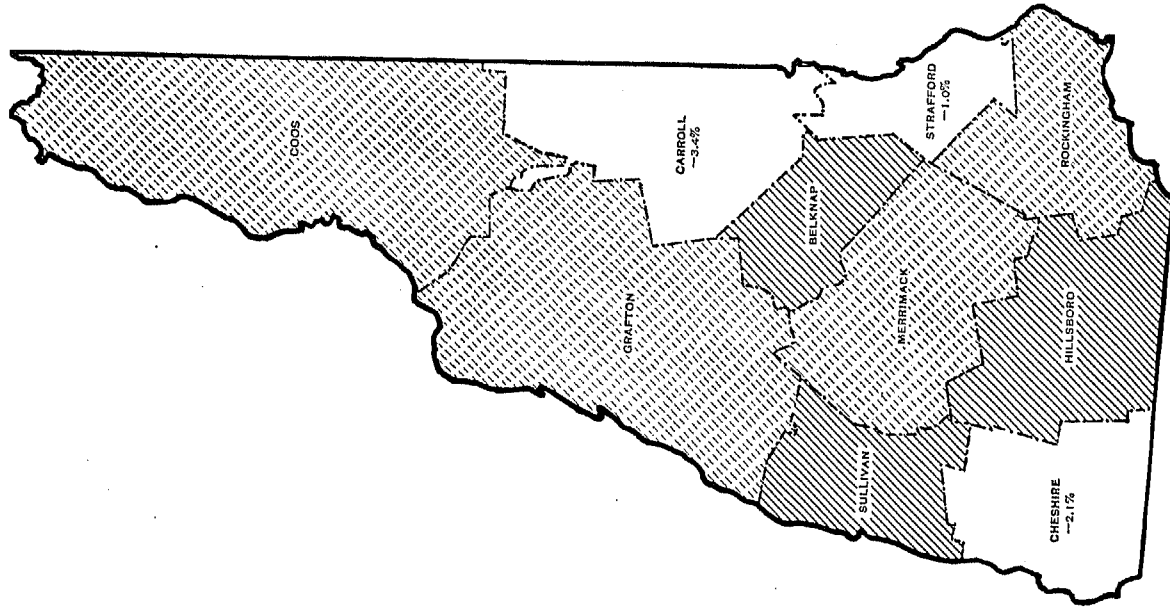 COOS
CARROLL
—3.4%
STRAFFORD
—1.0%
ROCKINGHAM
BELKNAP
GRAFTON
MERRIMACK
HILLSBORO
SULLIVAN
CHESHIRE
—2.1%